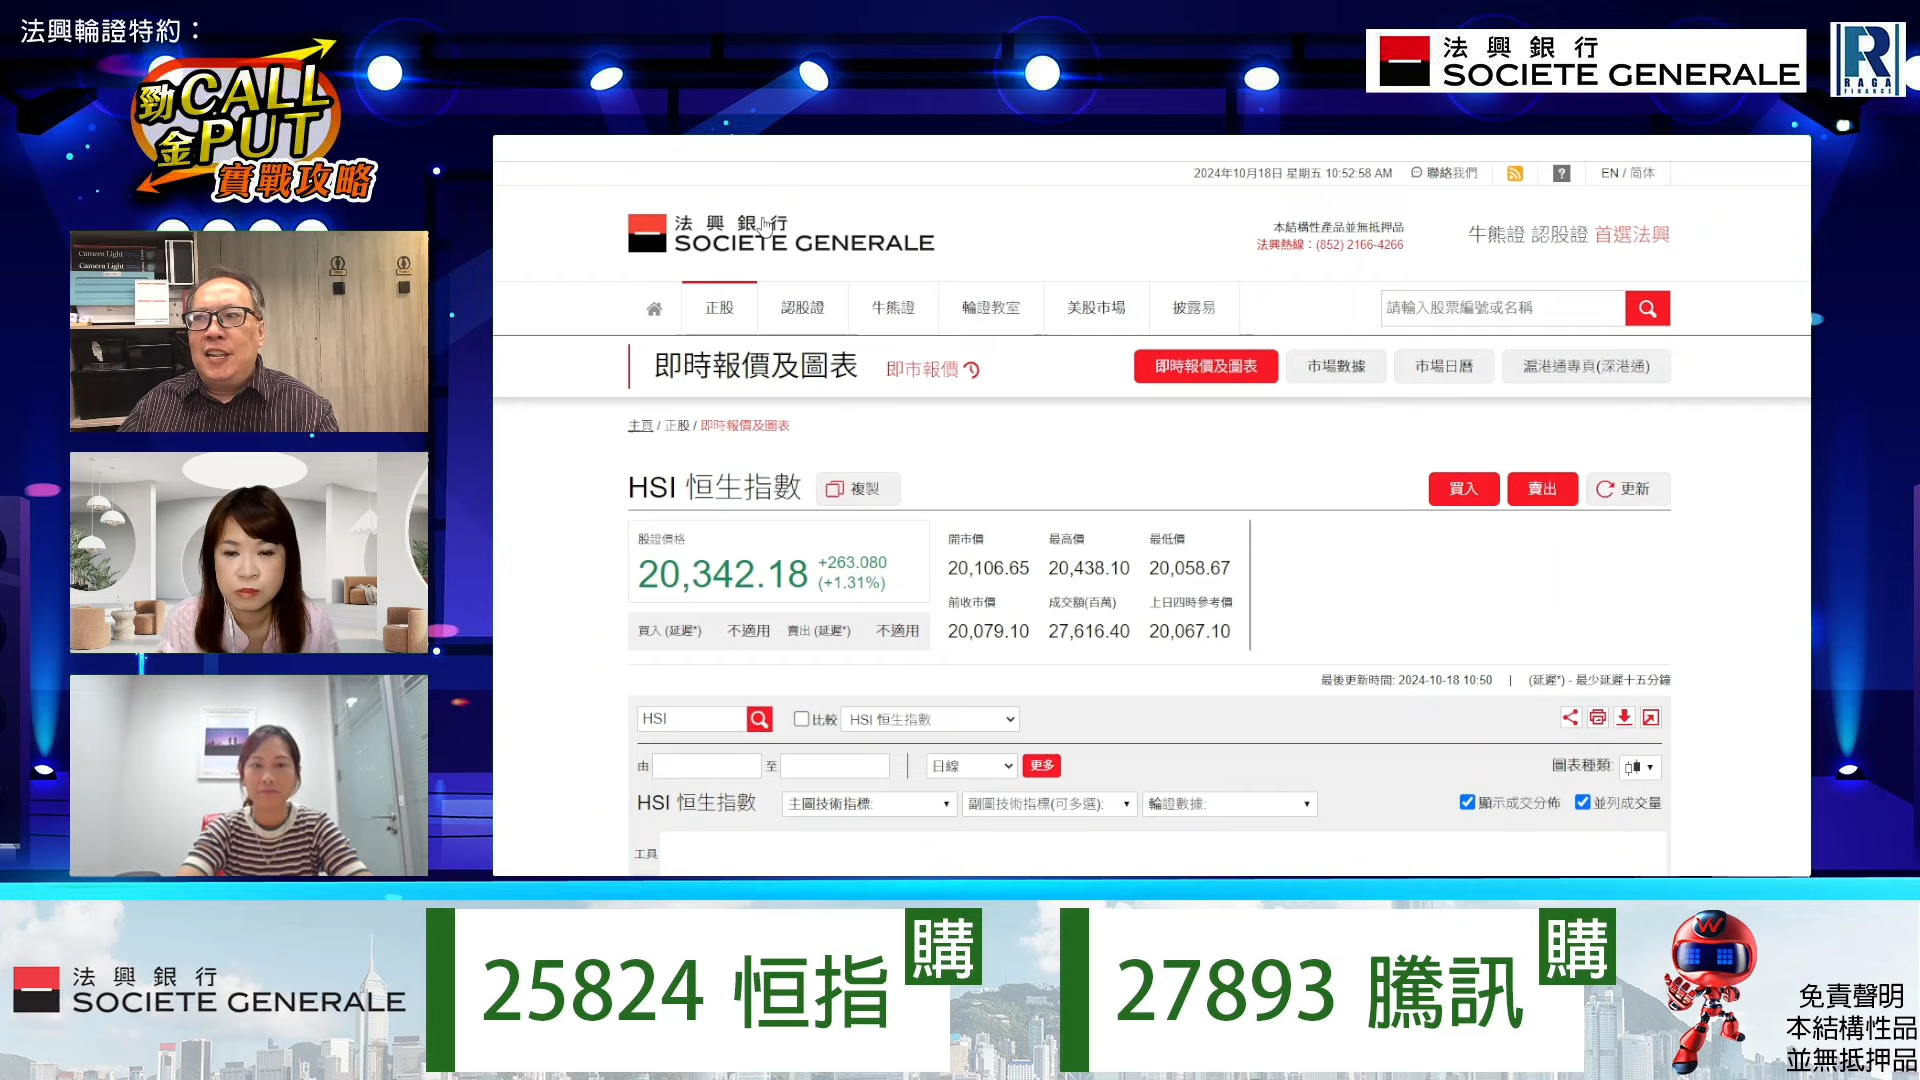 法興輪證特約：
勁CALL
金PUT
實戰攻略
法興銀行
SOCIETE GENERALE
R
RAGA
FINANCE
Camera Light
Camera Light
2024年10月18日 星期五 10:52:58 AM
聯絡我們
?
EN / 简体
法興銀行
SOCIETE GENERALE
本結構性產品並無抵押品
法興熱線：(852) 2166-4266
牛熊證 認股證 首選法興
正股
認股證
牛熊證
輪證教室
美股市場
披露易
請輸入股票編號或名稱
即時報價及圖表
即市報價
即時報價及圖表
市場數據
市場日曆
滬港通專頁(深港通)
主頁 / 正股 / 即時報價及圖表
HSI 恒生指數
複製
買入
賣出
更新
股證價格
20,342.18
+263.080
(+1.31%)
買入 (延遲*) 不適用 賣出 (延遲*) 不適用
開市價 最高價 最低價
20,106.65 20,438.10 20,058.67
前收市價 成交額(百萬) 上日四時參考價
20,079.10 27,616.40 20,067.10
最後更新時間: 2024-10-18 10:50 | (延遲*) - 最少延遲十五分鐘
HSI
比較
HSI 恒生指數
由
至
日線
更多
圖表種類:
HSI 恒生指數
主圖技術指標:
副圖技術指標(可多選):
輪證數據:
顯示成交分佈
並列成交量
工具
法興銀行
SOCIETE GENERALE
25824 恒指
購
27893 騰訊
購
W
免責聲明
本結構性品
並無抵押品